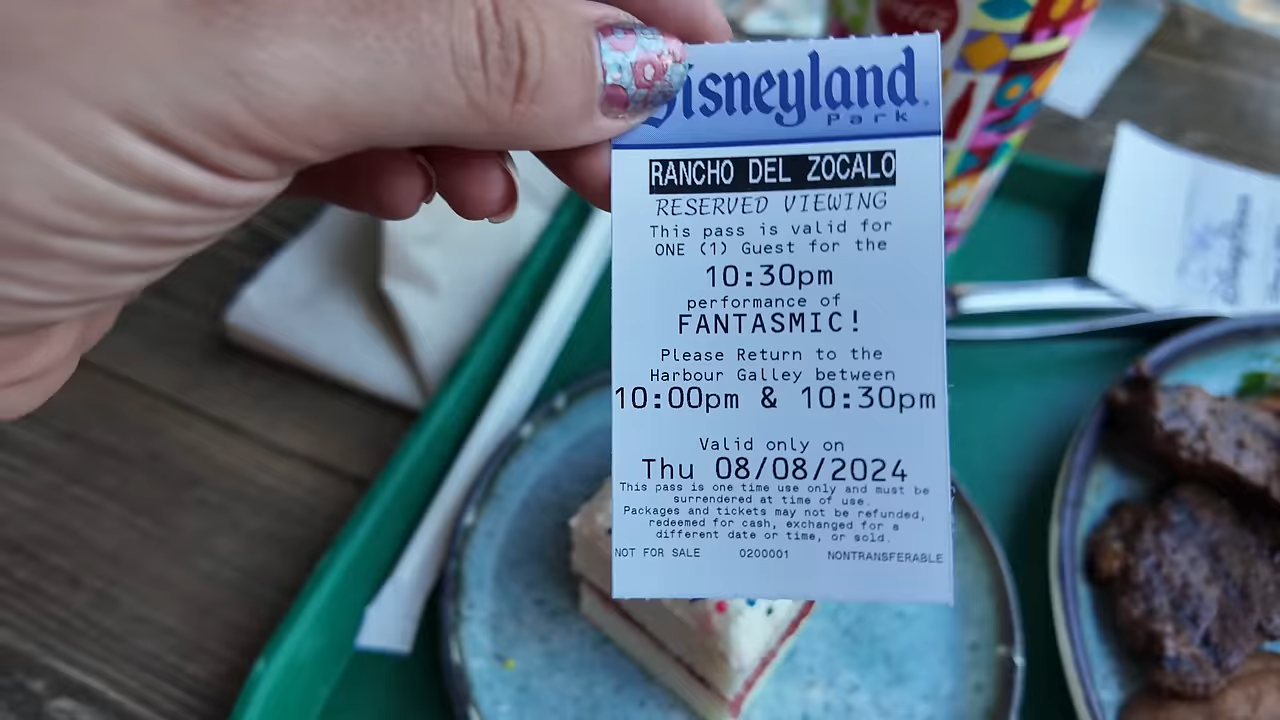 Disneyland
Park
RANCHO DEL ZOCALO
RESERVED VIEWING
This pass is valid for
ONE (1) Guest for the
10:30pm
performance of
FANTASMIC!
Please Return to the
Harbour Galley between
10:00pm & 10:30pm
Valid only on
Thu 08/08/2024
This pass is one time use only and must be
surrendered at time of use.
Packages and tickets may not be refunded,
redeemed for cash, exchanged for a
different date or time, or sold.
NOT FOR SALE 0200001 NONTRANSFERABLE